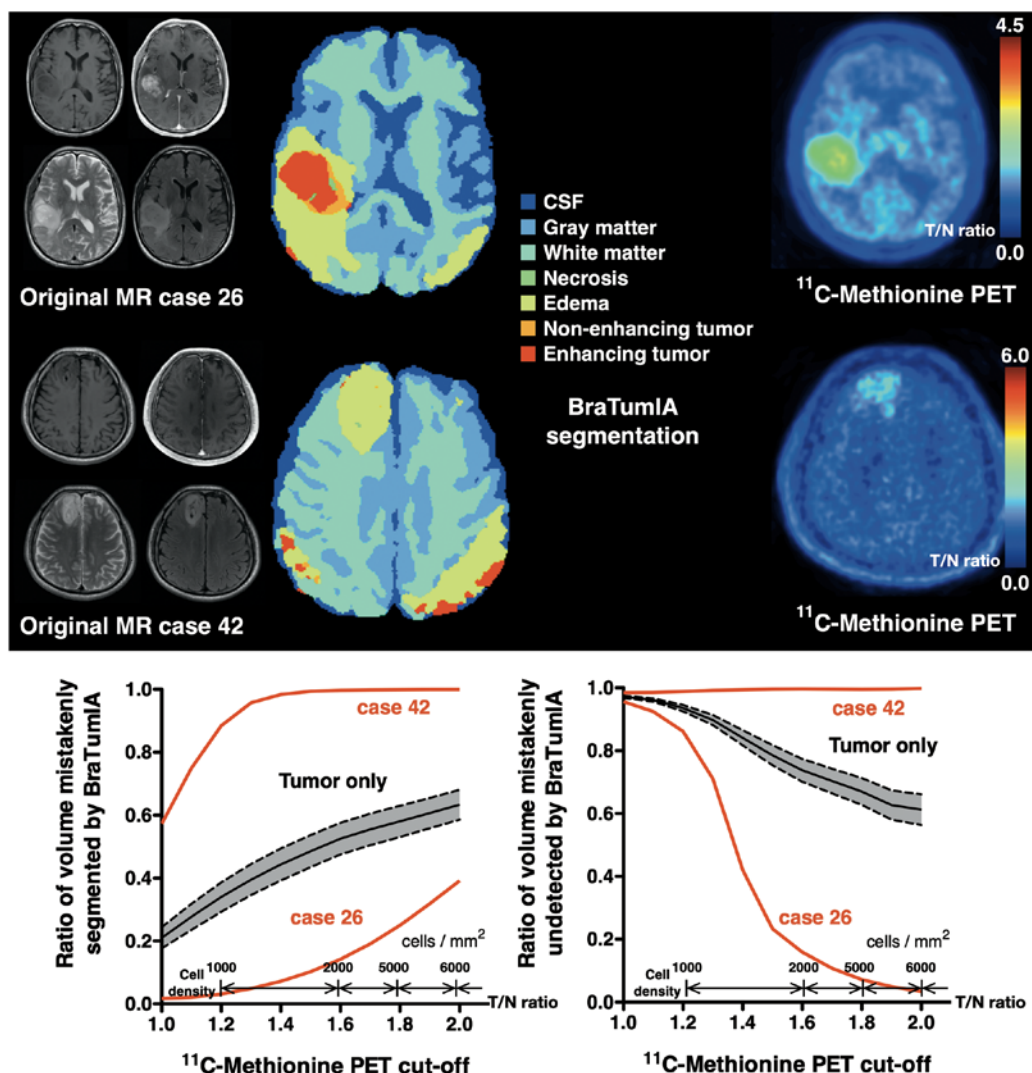 4.5
T/N ratio
0.0
Original MR case 26
¹¹C-Methionine PET
CSF
Gray matter
White matter
Necrosis
Edema
Non-enhancing tumor
Enhancing tumor
BraTumIA
segmentation
6.0
T/N ratio
0.0
Original MR case 42
¹¹C-Methionine PET
Ratio of volume mistakenly
segmented by BraTumIA
1.0
0.8
0.6
0.4
0.2
0.0
case 42
Tumor only
case 26
cells / mm²
Cell
density
1000
2000
5000
6000
T/N ratio
1.0
1.2
1.4
1.6
1.8
2.0
¹¹C-Methionine PET cut-off
Ratio of volume mistakenly
undetected by BraTumIA
1.0
0.8
0.6
0.4
0.2
0.0
case 42
Tumor only
case 26
cells / mm²
Cell
density
1000
2000
5000
6000
T/N ratio
1.0
1.2
1.4
1.6
1.8
2.0
¹¹C-Methionine PET cut-off